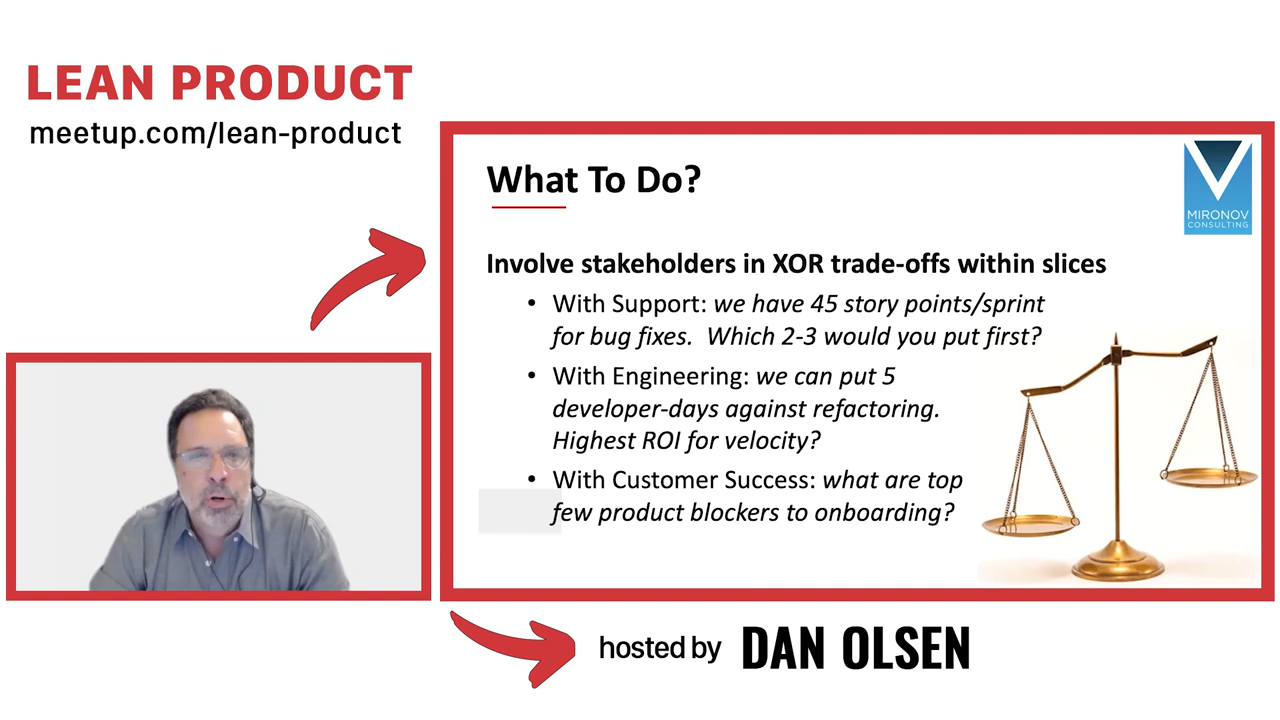 LEAN PRODUCT
meetup.com/lean-product
What To Do?
MIRONOV
CONSULTING
Involve stakeholders in XOR trade-offs within slices
• With Support: we have 45 story points/sprint
for bug fixes.  Which 2-3 would you put first?
• With Engineering: we can put 5
developer-days against refactoring.
Highest ROI for velocity?
• With Customer Success: what are top
few product blockers to onboarding?
hosted by DAN OLSEN